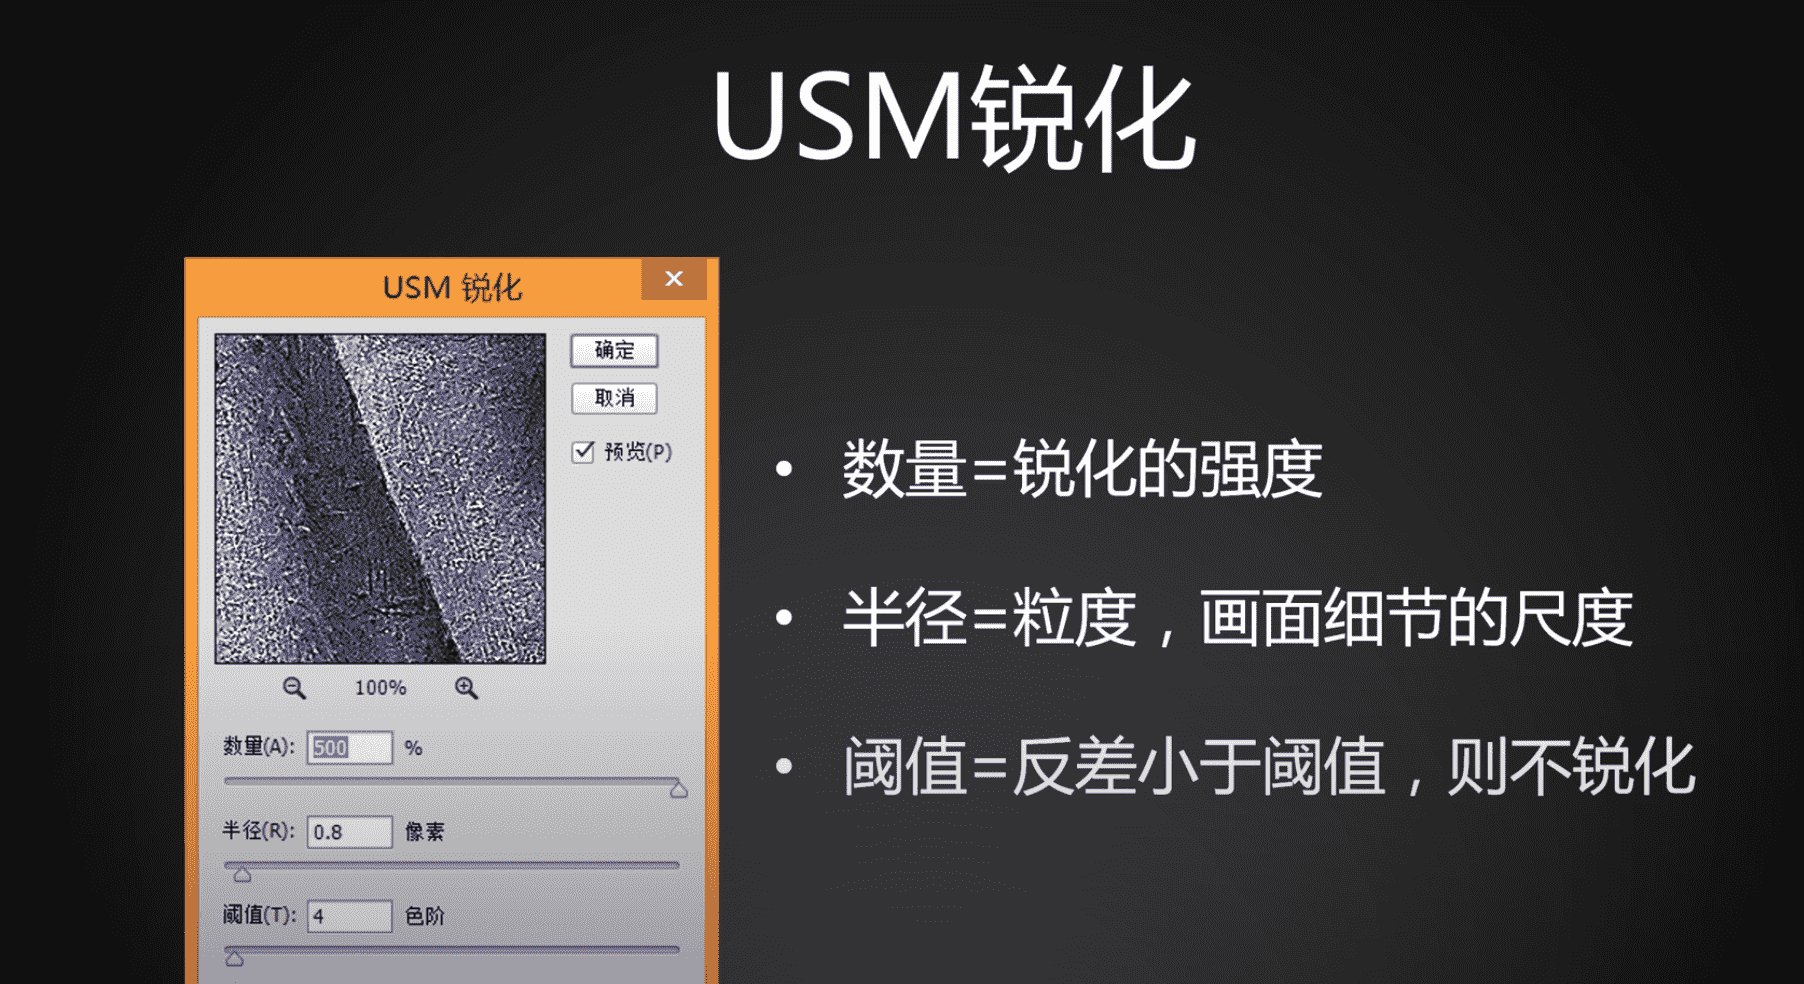 USM锐化
USM 锐化
确定
取消
预览(P)
100%
数量(A): 500 %
半径(R): 0.8 像素
阈值(T): 4 色阶
• 数量=锐化的强度
• 半径=粒度，画面细节的尺度
• 阈值=反差小于阈值，则不锐化